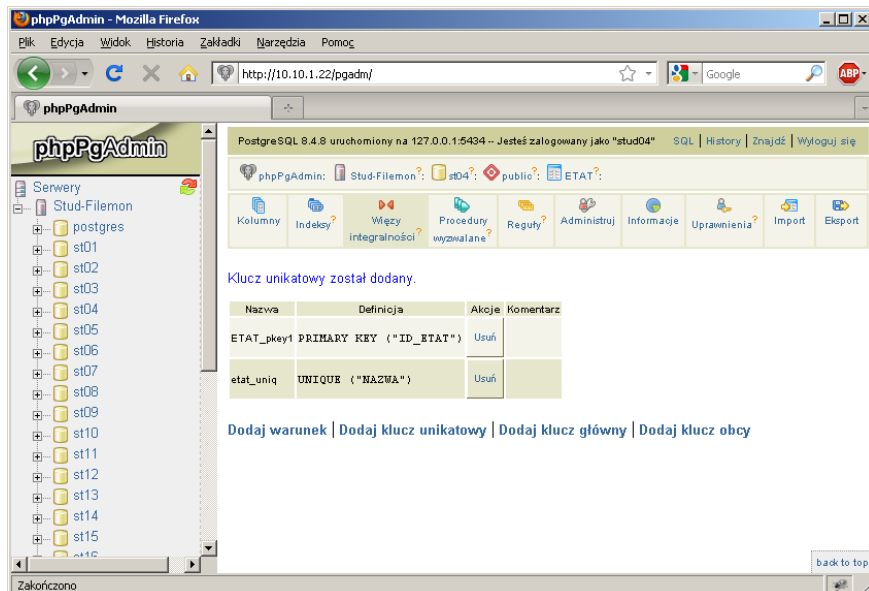 phpPgAdmin - Mozilla Firefox
Plik Edycja Widok Historia Zakładki Narzędzia Pomoc
http://10.10.1.22/pgadm/ Google ABP
phpPgAdmin
phpPgAdmin
Serwery
Stud-Filemon
postgres
st01
st02
st03
st04
st05
st06
st07
st08
st09
st10
st11
st12
st13
st14
st15
st16
PostgreSQL 8.4.8 uruchomiony na 127.0.0.1:5434 -- Jesteś zalogowany jako "stud04" SQL | History | Znajdź | Wyloguj się
phpPgAdmin: Stud-Filemon?: st04?: public?: ETAT?:
Kolumny Indeksy? Więzy integralności? Procedury wyzwalane? Reguły? Administruj Informacje Uprawnienia? Import Eksport
Klucz unikatowy został dodany.
Nazwa Definicja Akcje Komentarz
ETAT_pkey1 PRIMARY KEY ("ID_ETAT") Usuń
etat_uniq UNIQUE ("NAZWA") Usuń
Dodaj warunek | Dodaj klucz unikatowy | Dodaj klucz główny | Dodaj klucz obcy
back to top
Zakończono